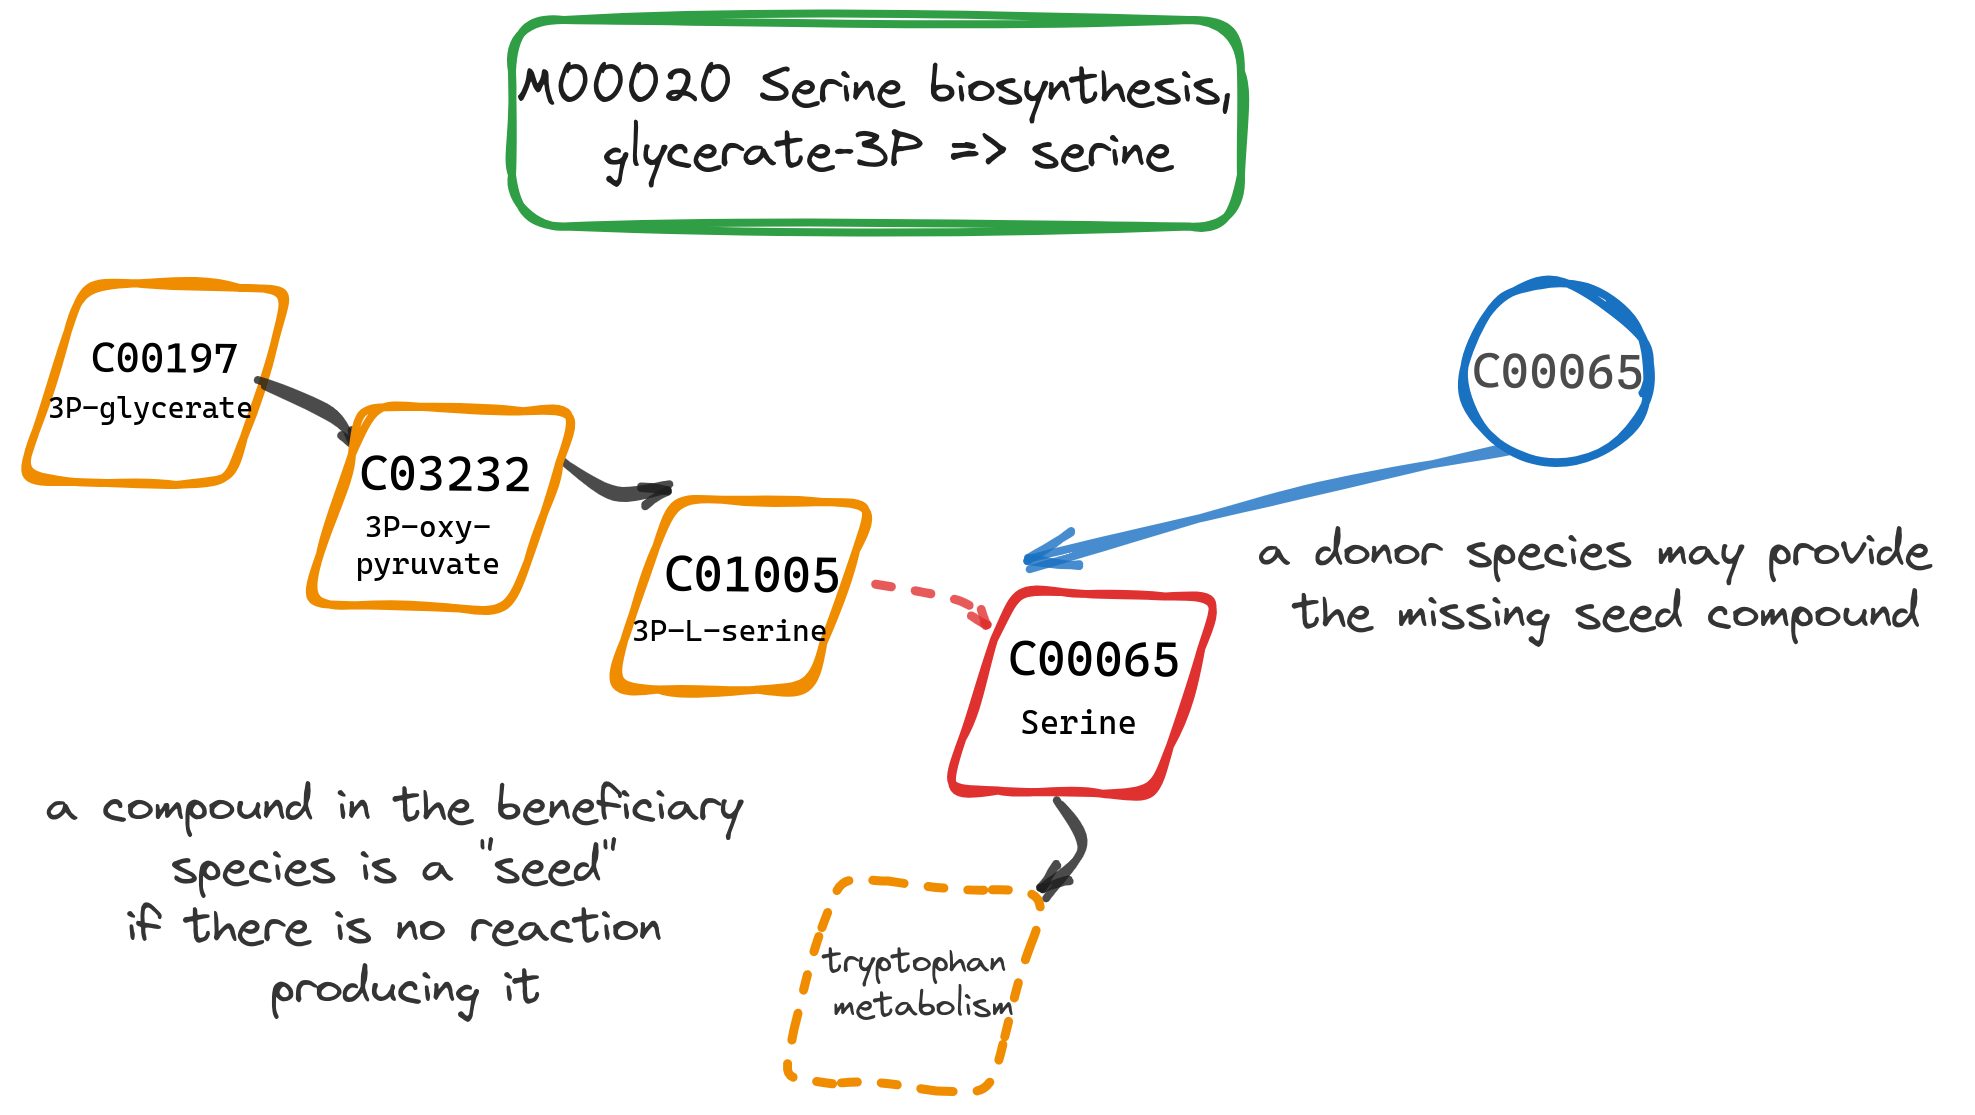 M00020 Serine biosynthesis,
glycerate-3P => serine
C00197
3P-glycerate
C03232
3P-oxy-
pyruvate
C01005
3P-L-serine
C00065
Serine
C00065
a donor species may provide
the missing seed compound
a compound in the beneficiary
species is a "seed"
if there is no reaction
producing it
tryptophan
metabolism